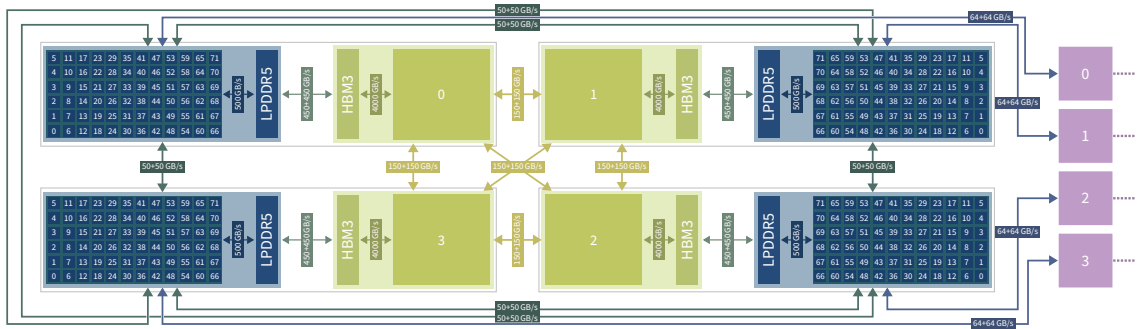 50+50 GB/s
64+64 GB/s
50+50 GB/s
5 11 17 23 29 35 41 47 53 59 65 71
4 10 16 22 28 34 40 46 52 58 64 70
3 9 15 21 27 33 39 45 51 57 63 69
2 8 14 20 26 32 38 44 50 56 62 68
1 7 13 19 25 31 37 43 49 55 61 67
0 6 12 18 24 30 36 42 48 54 60 66
500GB/s
LPDDR5
450+450 GB/s
HBM3
4000 GB/s
0
150+150 GB/s
1
4000 GB/s
HBM3
450+450 GB/s
LPDDR5
500GB/s
71 65 59 53 47 41 35 29 23 17 11 5
70 64 58 52 46 40 34 28 22 16 10 4
69 63 57 51 45 39 33 27 21 15 9 3
68 62 56 50 44 38 32 26 20 14 8 2
67 61 55 49 43 37 31 25 19 13 7 1
66 60 54 48 42 36 30 24 18 12 6 0
0
64+64 GB/s
1
50+50 GB/s
150+150 GB/s
150+150 GB/s
150+150 GB/s
50+50 GB/s
5 11 17 23 29 35 41 47 53 59 65 71
4 10 16 22 28 34 40 46 52 58 64 70
3 9 15 21 27 33 39 45 51 57 63 69
2 8 14 20 26 32 38 44 50 56 62 68
1 7 13 19 25 31 37 43 49 55 61 67
0 6 12 18 24 30 36 42 48 54 60 66
500 GB/s
LPDDR5
450+450 GB/s
HBM3
4000 GB/s
3
150+150 GB/s
2
4000 GB/s
HBM3
450+450 GB/s
LPDDR5
500 GB/s
71 65 59 53 47 41 35 29 23 17 11 5
70 64 58 52 46 40 34 28 22 16 10 4
69 63 57 51 45 39 33 27 21 15 9 3
68 62 56 50 44 38 32 26 20 14 8 2
67 61 55 49 43 37 31 25 19 13 7 1
66 60 54 48 42 36 30 24 18 12 6 0
2
64+64 GB/s
3
50+50 GB/s
50+50 GB/s
64+64 GB/s